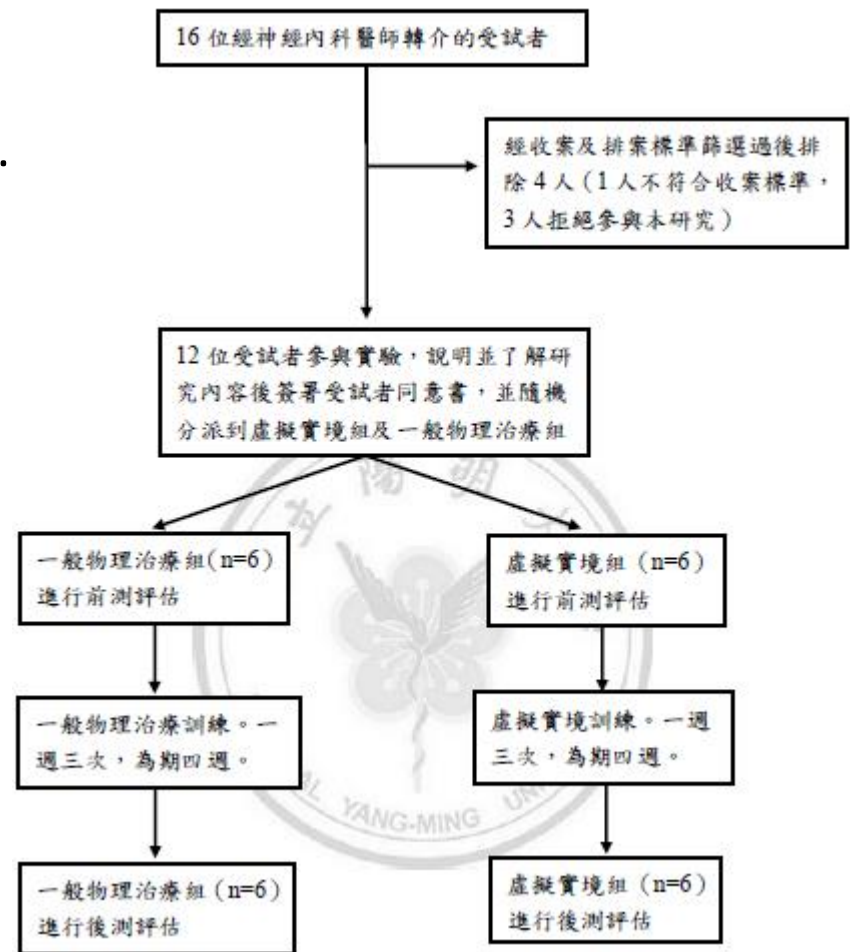 16 位經神經內科醫師轉介的受試者
經收案及排案標準篩選過後排
除 4 人(1 人不符合收案標準，
3 人拒絕參與本研究)
12 位受試者參與實驗，說明並了解研
究內容後簽署受試者同意書，並隨機
分派到虛擬實境組及一般物理治療組
一般物理治療組(n=6)
進行前測評估
虛擬實境組（n=6)
進行前測評估
一般物理治療訓練。一
週三次，為期四週。
虛擬實境訓練。一週
三次，為期四週。
一般物理治療組（n=6)
進行後測評估
虛擬實境組（n=6)
進行後測評估
立陽明大
AL YANG-MING UN